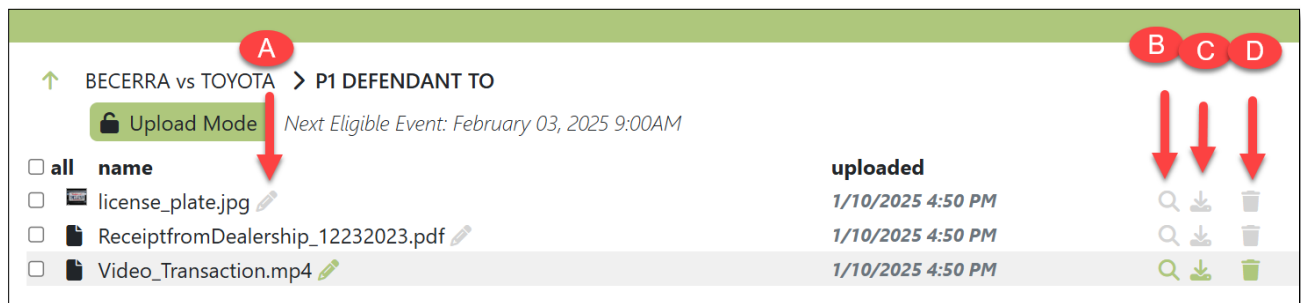 A
B C D
BECERRA vs TOYOTA > P1 DEFENDANT TO
Upload Mode Next Eligible Event: February 03, 2025 9:00AM
all name uploaded
license_plate.jpg 1/10/2025 4:50 PM
ReceiptfromDealership_12232023.pdf 1/10/2025 4:50 PM
Video_Transaction.mp4 1/10/2025 4:50 PM